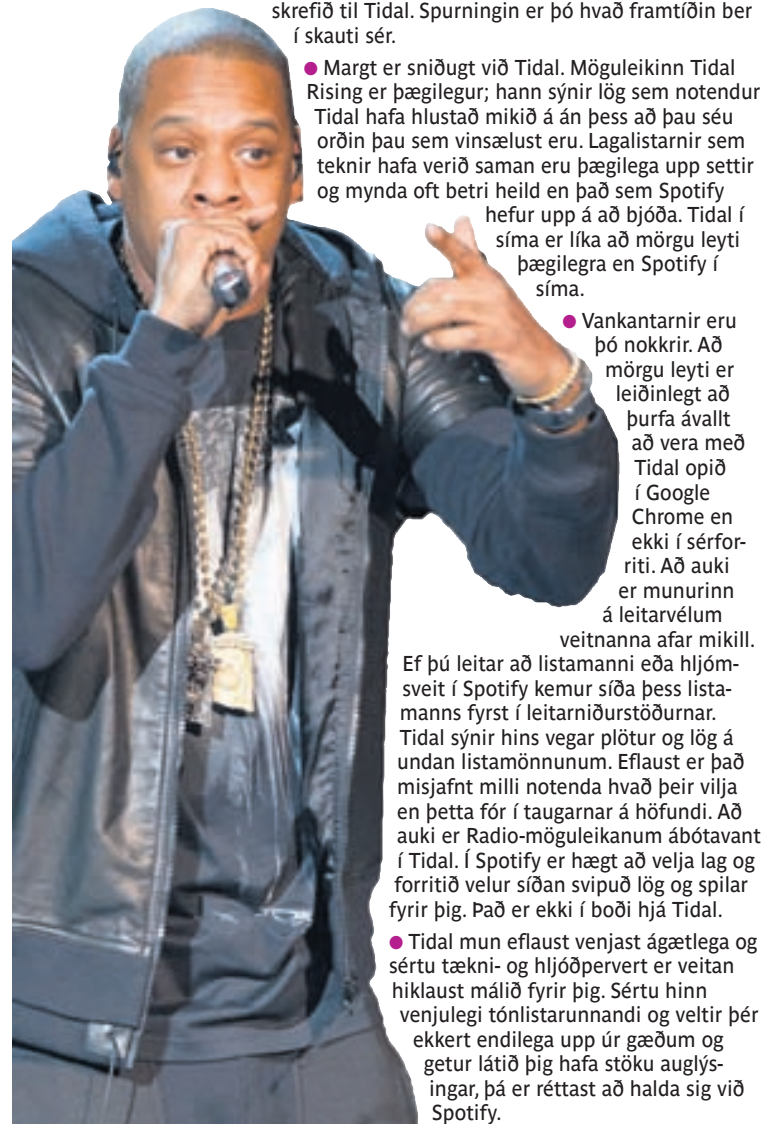 skrefið til Tidal. Spurningin er þó hvað framtíðin ber
í skauti sér.
● Margt er sniðugt við Tidal. Möguleikinn Tidal
Rising er þægilegur; hann sýnir lög sem notendur
Tidal hafa hlustað mikið á án þess að þau séu
orðin þau sem vinsælust eru. Lagalistarnir sem
teknir hafa verið saman eru þægilega upp settir
og mynda oft betri heild en það sem Spotify
hefur upp á að bjóða. Tidal í
síma er líka að mörgu leyti
þægilegra en Spotify í
síma.
● Vankantarnir eru
þó nokkrir. Að
mörgu leyti er
leiðinlegt að
þurfa ávallt
að vera með
Tidal opið
í Google
Chrome en
ekki í sérfor-
riti. Að auki
er munurinn
á leitarvélum
veitnanna afar mikill.
Ef þú leitar að listamanni eða hljóm-
sveit í Spotify kemur síða þess lista-
manns fyrst í leitarniðurstöðurnar.
Tidal sýnir hins vegar plötur og lög á
undan listamönnunum. Eflaust er það
misjafnt milli notenda hvað þeir vilja
en þetta fór í taugarnar á höfundi. Að
auki er Radio-möguleikanum ábótavant
í Tidal. Í Spotify er hægt að velja lag og
forritið velur síðan svipuð lög og spilar
fyrir þig. Það er ekki í boði hjá Tidal.
● Tidal mun eflaust venjast ágætlega og
sértu tækni- og hljóðpervert er veitan
hiklaust málið fyrir þig. Sértu hinn
venjulegi tónlistarunnandi og veltir þér
ekkert endilega upp úr gæðum og
getur látið þig hafa stöku auglýs-
ingar, þá er réttast að halda sig við
Spotify.